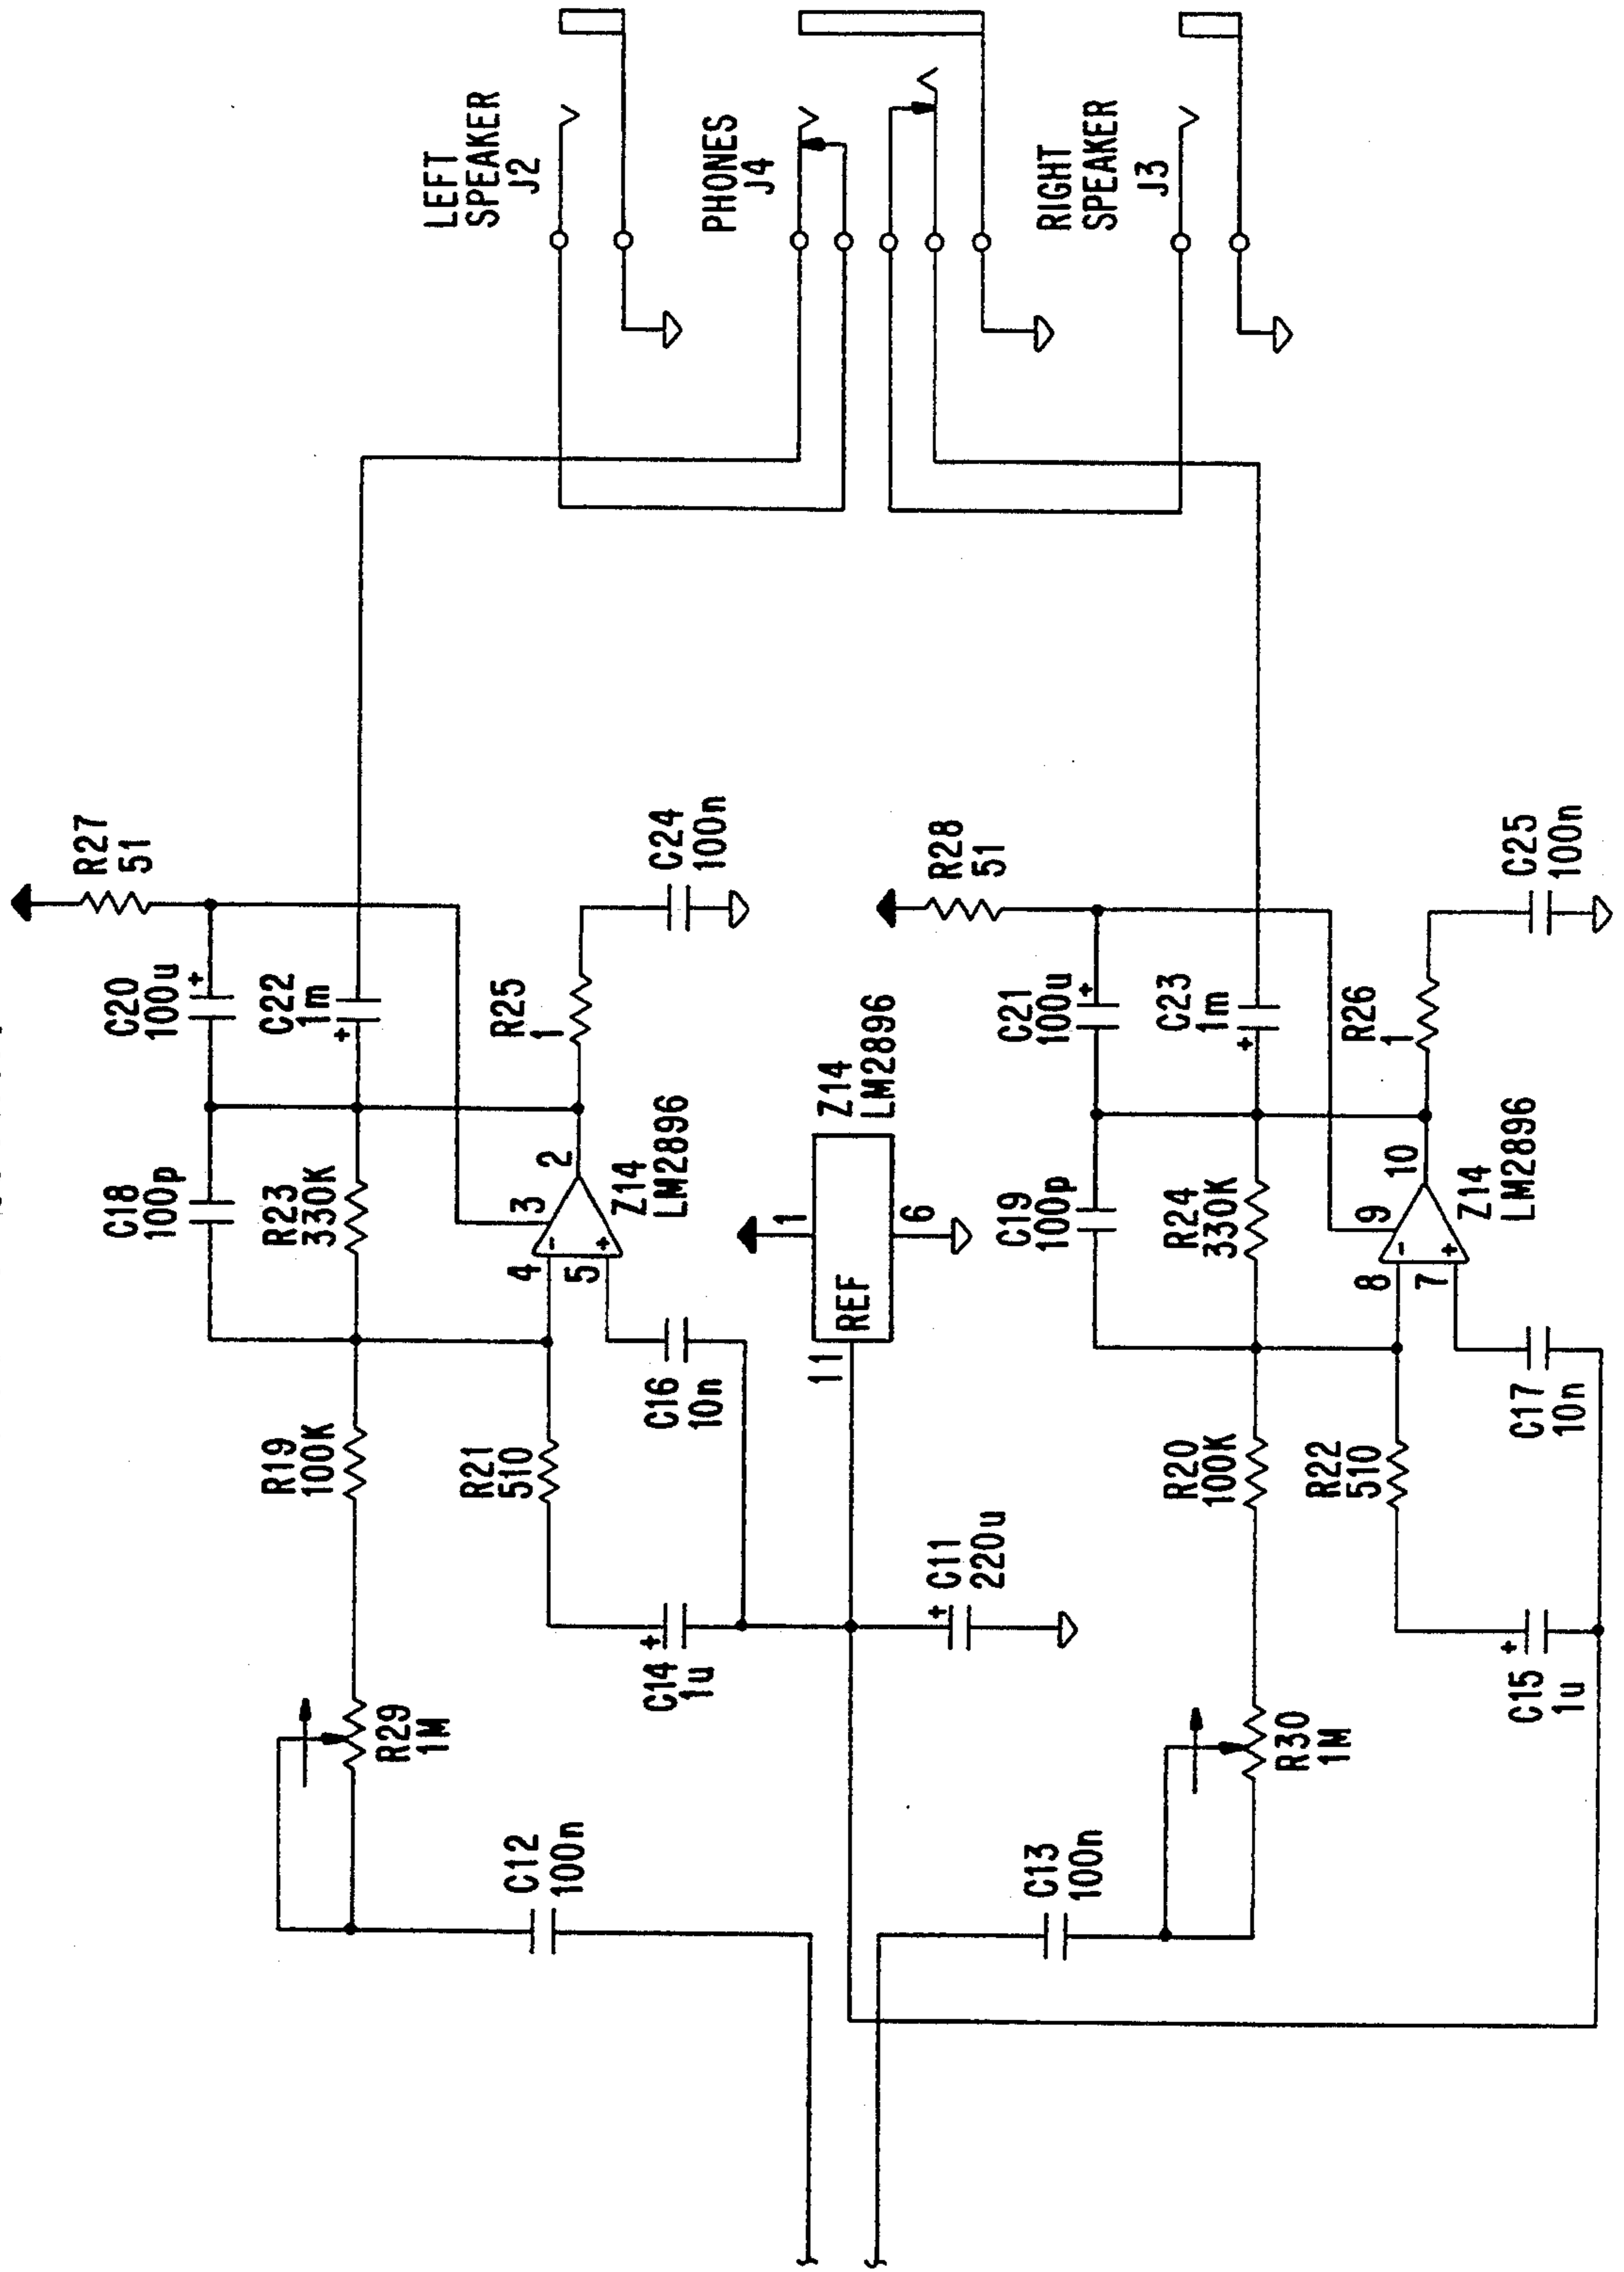 LEFT
SPEAKER
J2
PHONES
J4
RIGHT
SPEAKER
J3
R27
51
C20
100u
+
C22
1m
+
C18
100p
R23
330K
R25
1
C24
100n
3
2
4
5
-
+
Z14
LM2896
R19
100K
R21
510
C16
10n
R29
1M
C14
1u
+
C12
100n
1
6
11
REF
Z14
LM2896
C11
220u
+
R28
51
C21
100u
+
C23
1m
+
C19
100p
R24
330K
R26
1
C25
100n
9
10
8
7
-
+
Z14
LM2896
R20
100K
R22
510
C17
10n
R30
1M
C15
1u
+
C13
100n